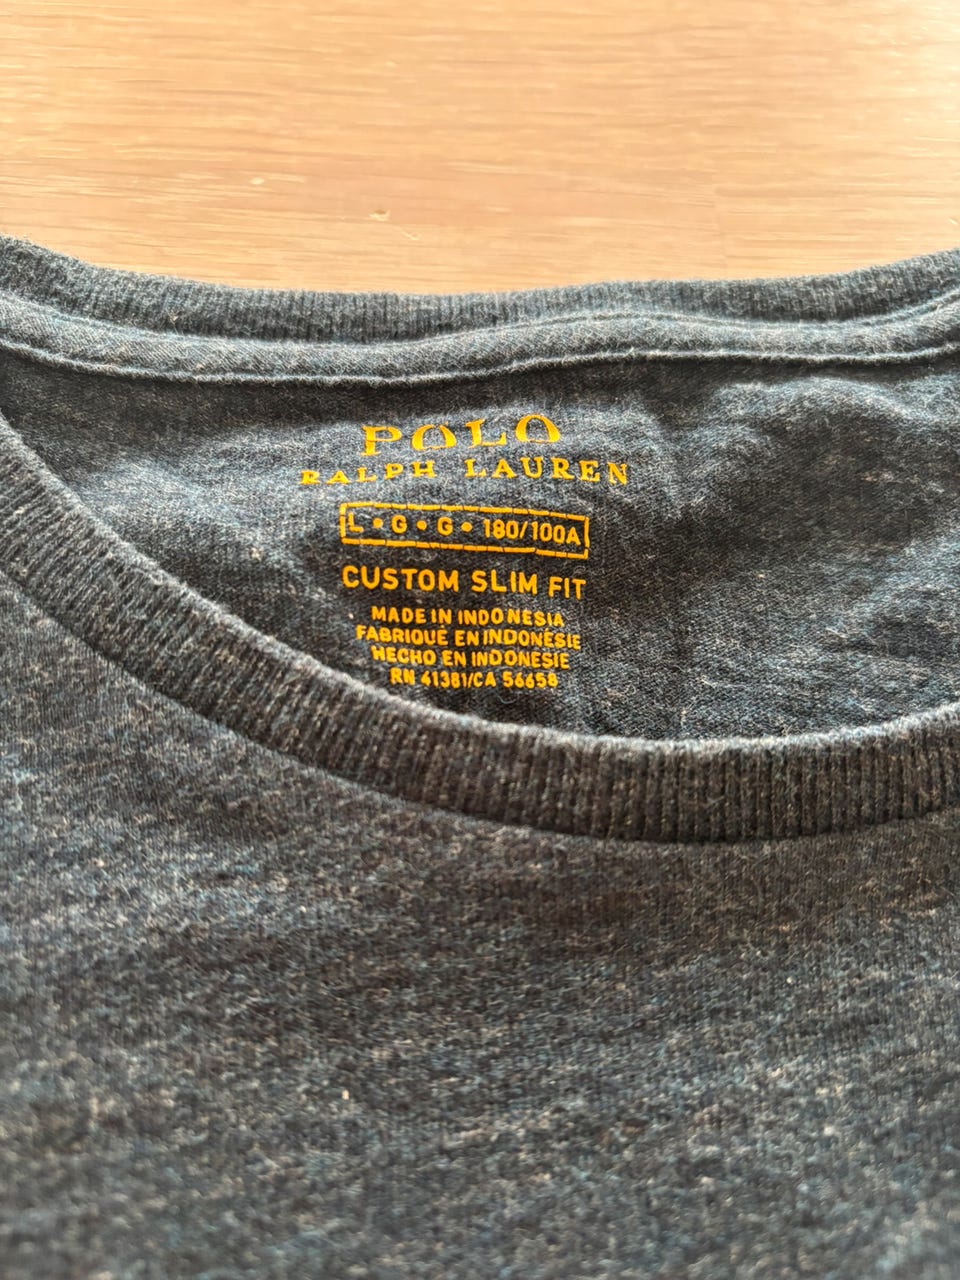 POLO
RALPH LAUREN
L • G • G • 180/100A
CUSTOM SLIM FIT
MADE IN INDONESIA
FABRIQUÉ EN INDONÉSIE
HECHO EN INDONESIE
RN 41381/CA 56658